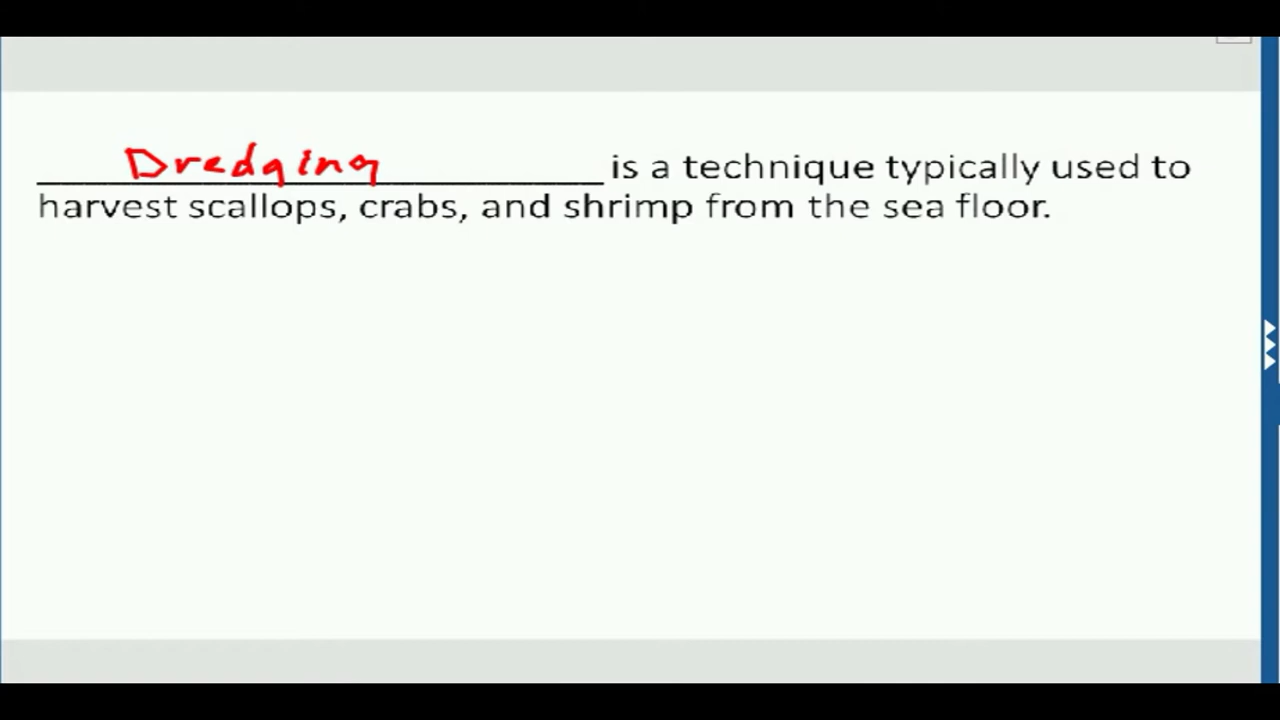 Dredging is a technique typically used to
harvest scallops, crabs, and shrimp from the sea floor.